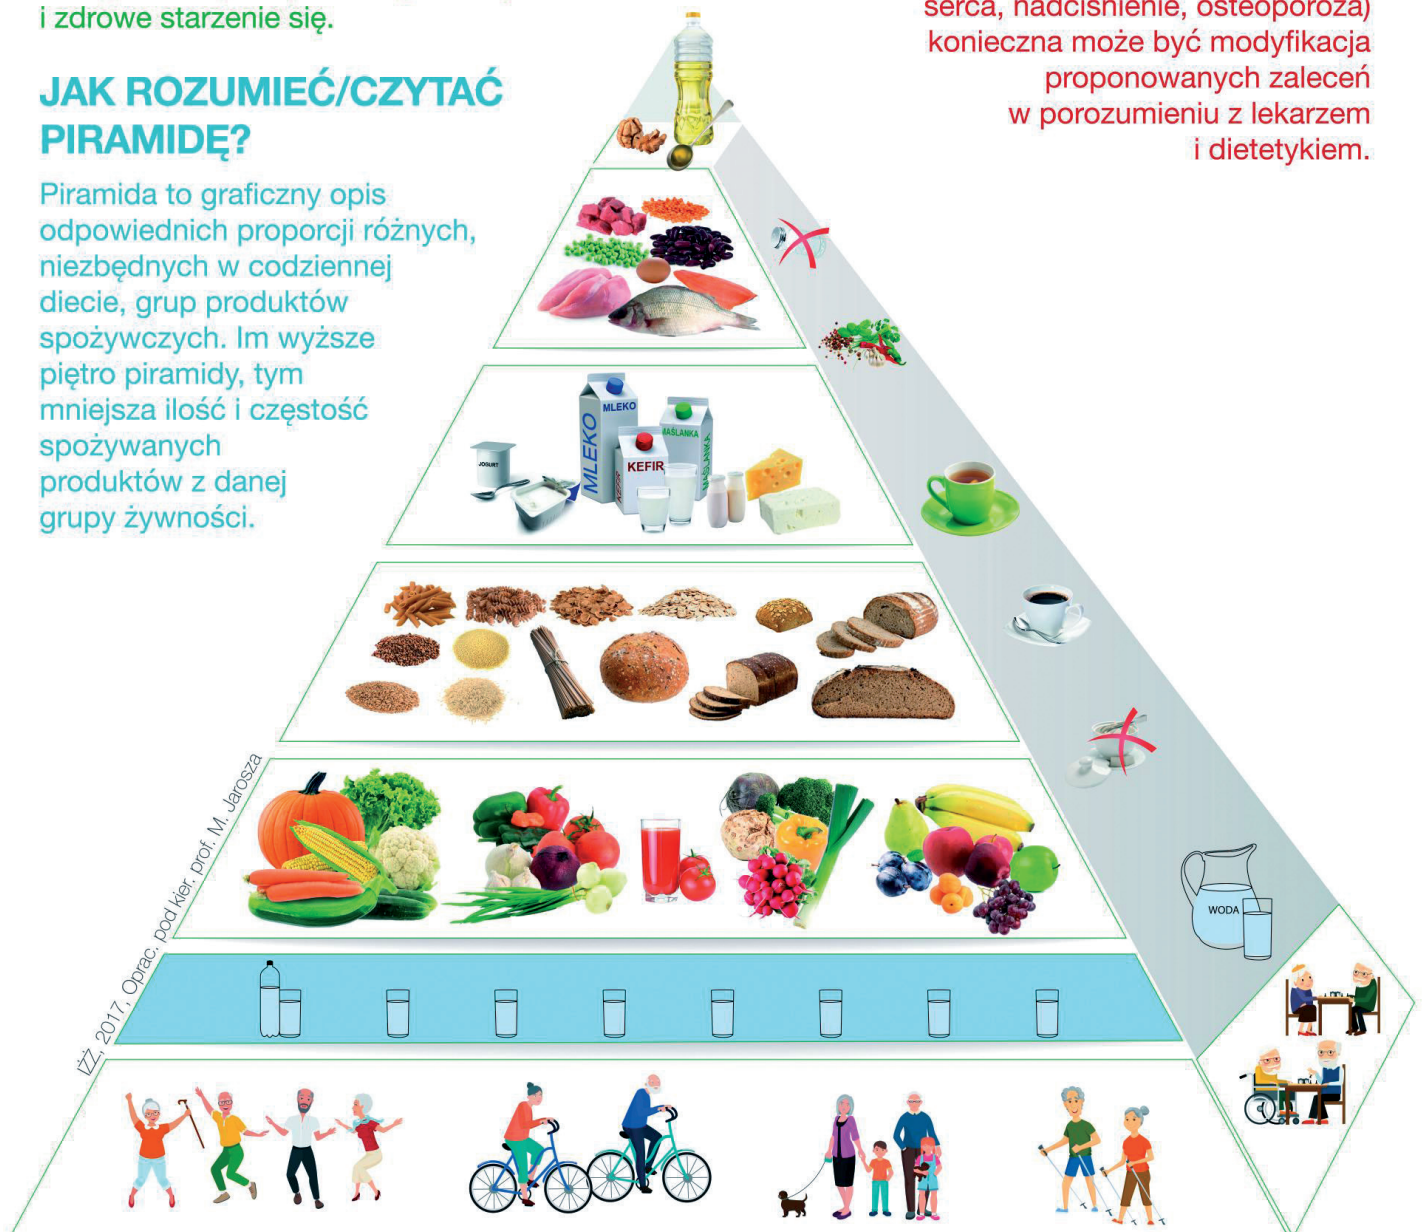 i zdrowe starzenie się.
JAK ROZUMIEĆ/CZYTAĆ
PIRAMIDĘ?
Piramida to graficzny opis
odpowiednich proporcji różnych,
niezbędnych w codziennej
diecie, grup produktów
spożywczych. Im wyższe
piętro piramidy, tym
mniejsza ilość i częstość
spożywanych
produktów z danej
grupy żywności.
serca, nadciśnienie, osteoporoza)
konieczna może być modyfikacja
proponowanych zaleceń
w porozumieniu z lekarzem
i dietetykiem.
MLEKO
MLEKO
MAŚLANKA
MAŚLANKA
JOGURT
KEFIR
KEFIR
WODA
IŻŻ, 2017, Oprac. pod kier. prof. M. Jarosza